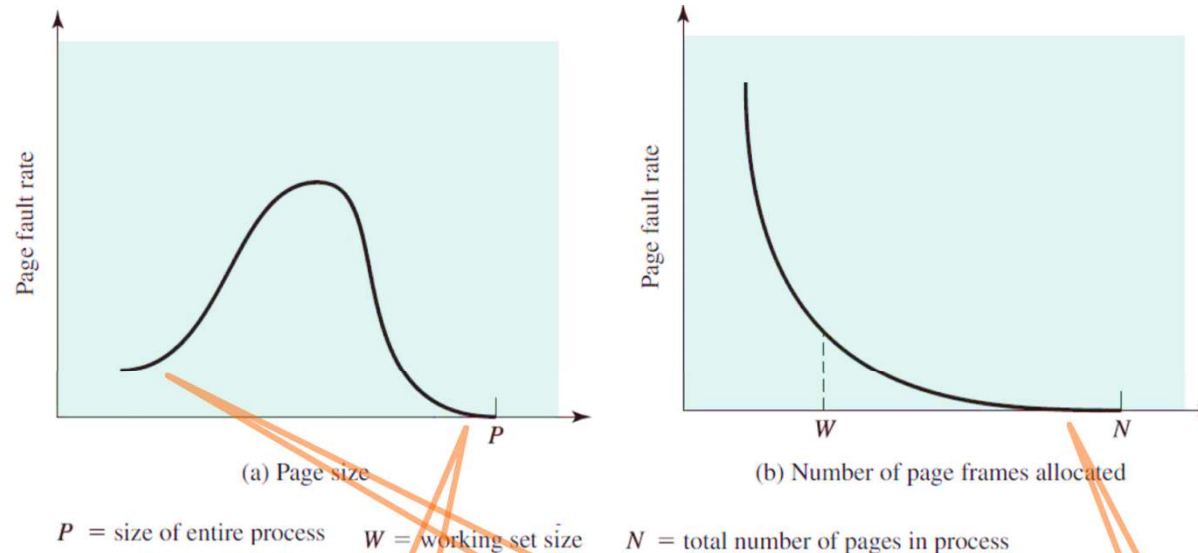 Page fault rate
P
(a) Page size
Page fault rate
W
N
(b) Number of page frames allocated
P = size of entire process
W = working set size
N = total number of pages in process